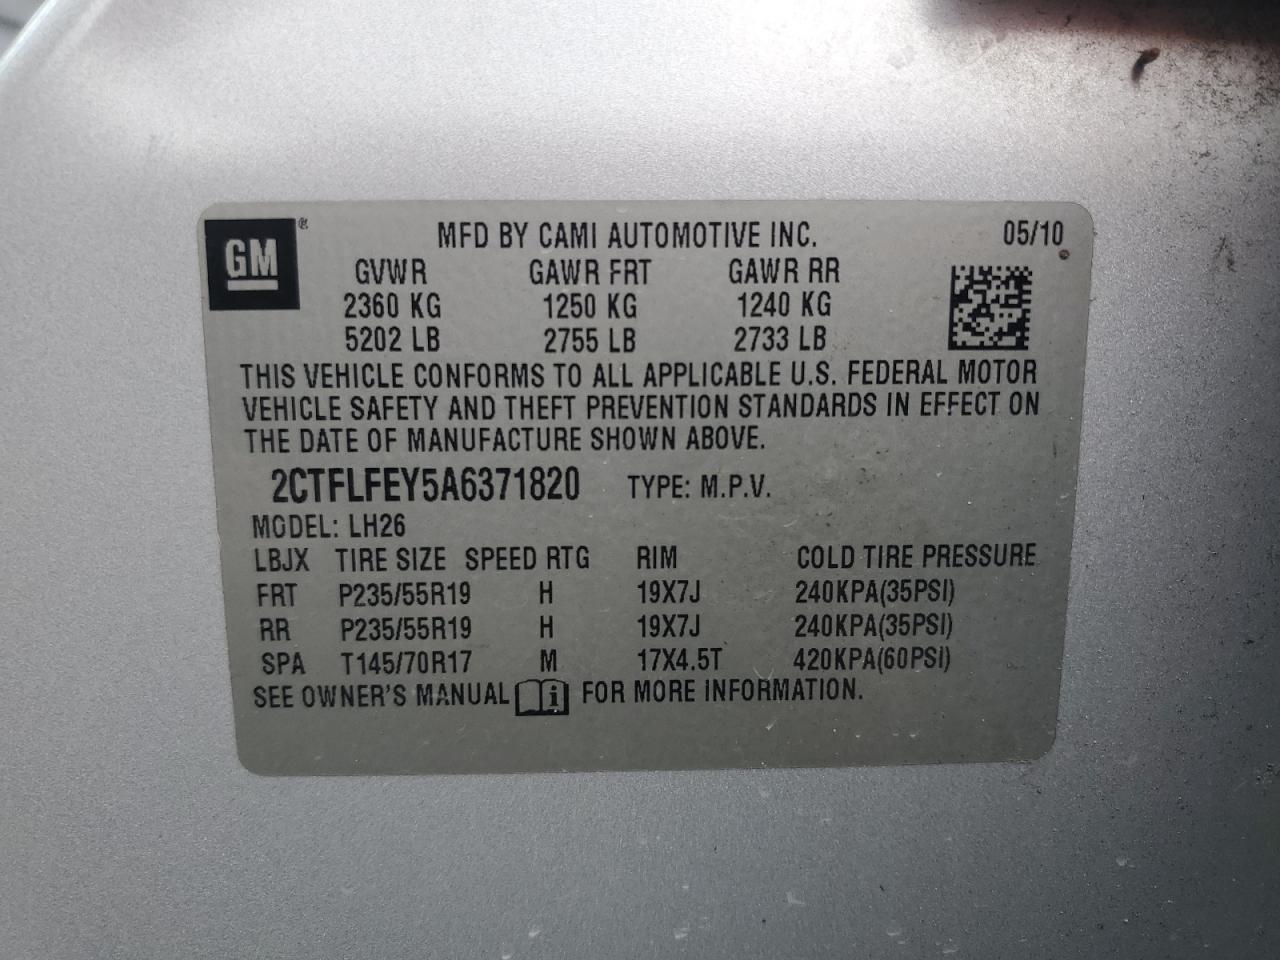 GM ®
MFD BY CAMI AUTOMOTIVE INC. 05/10
GVWR GAWR FRT GAWR RR
2360 KG 1250 KG 1240 KG
5202 LB 2755 LB 2733 LB
THIS VEHICLE CONFORMS TO ALL APPLICABLE U.S. FEDERAL MOTOR
VEHICLE SAFETY AND THEFT PREVENTION STANDARDS IN EFFECT ON
THE DATE OF MANUFACTURE SHOWN ABOVE.
2CTFLFEY5A6371820 TYPE: M.P.V.
MODEL: LH26
LBJX TIRE SIZE SPEED RTG RIM COLD TIRE PRESSURE
FRT P235/55R19 H 19X7J 240KPA(35PSI)
RR P235/55R19 H 19X7J 240KPA(35PSI)
SPA T145/70R17 M 17X4.5T 420KPA(60PSI)
SEE OWNER'S MANUAL i FOR MORE INFORMATION.